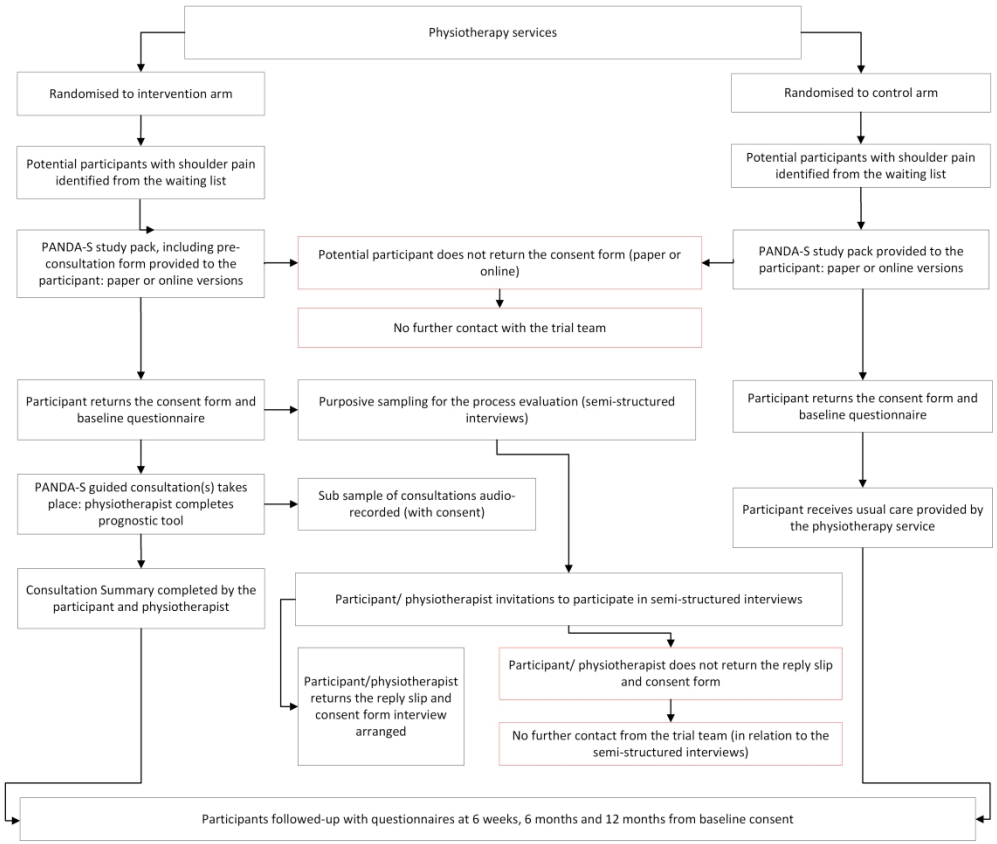 Physiotherapy services
Randomised to intervention arm
Randomised to control arm
Potential participants with shoulder pain
identified from the waiting list
Potential participants with shoulder pain
identified from the waiting list
PANDA-S study pack, including pre-
consultation form provided to the
participant: paper or online versions
Potential participant does not return the consent form (paper or
online)
PANDA-S study pack provided to the
participant: paper or online versions
No further contact with the trial team
Participant returns the consent form and
baseline questionnaire
Purposive sampling for the process evaluation (semi-structured
interviews)
Participant returns the consent form and
baseline questionnaire
PANDA-S guided consultation(s) takes
place: physiotherapist completes
prognostic tool
Sub sample of consultations audio-
recorded (with consent)
Participant receives usual care provided by
the physiotherapy service
Consultation Summary completed by the
participant and physiotherapist
Participant/ physiotherapist invitations to participate in semi-structured interviews
Participant/physiotherapist
returns the reply slip and
consent form interview
arranged
Participant/ physiotherapist does not return the reply slip
and consent form
No further contact from the trial team (in relation to the
semi-structured interviews)
Participants followed-up with questionnaires at 6 weeks, 6 months and 12 months from baseline consent